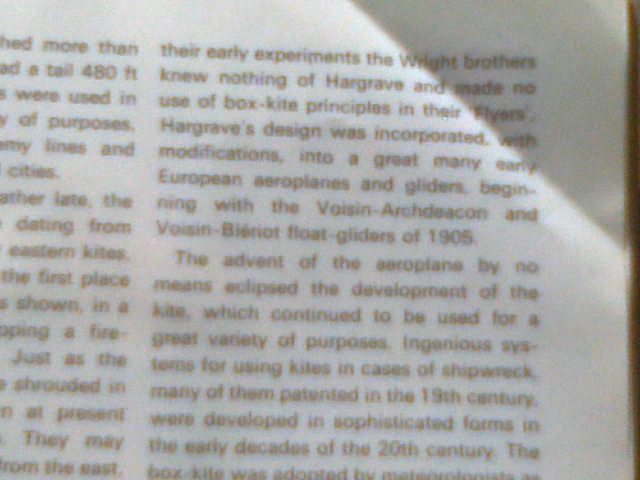 hed more than
ad a tail 480 ft
s were used in
y of purposes,
my lines and
cities.
ather late, the
dating from
eastern kites,
the first place
s shown, in a
pping a fire-
Just as the
e shrouded in
n at present
. They may
from the east.
their early experiments the Wright brothers
knew nothing of Hargrave and made no
use of box-kite principles in their 'Flyers'.
Hargrave's design was incorporated, with
modifications, into a great many early
European aeroplanes and gliders, begin-
ning with the Voisin-Archdeacon and
Voisin-Blériot float-gliders of 1905.
The advent of the aeroplane by no
means eclipsed the development of the
kite, which continued to be used for a
great variety of purposes. Ingenious sys-
tems for using kites in cases of shipwreck,
many of them patented in the 19th century,
were developed in sophisticated forms in
the early decades of the 20th century. The
box-kite was adopted by meteorologists as